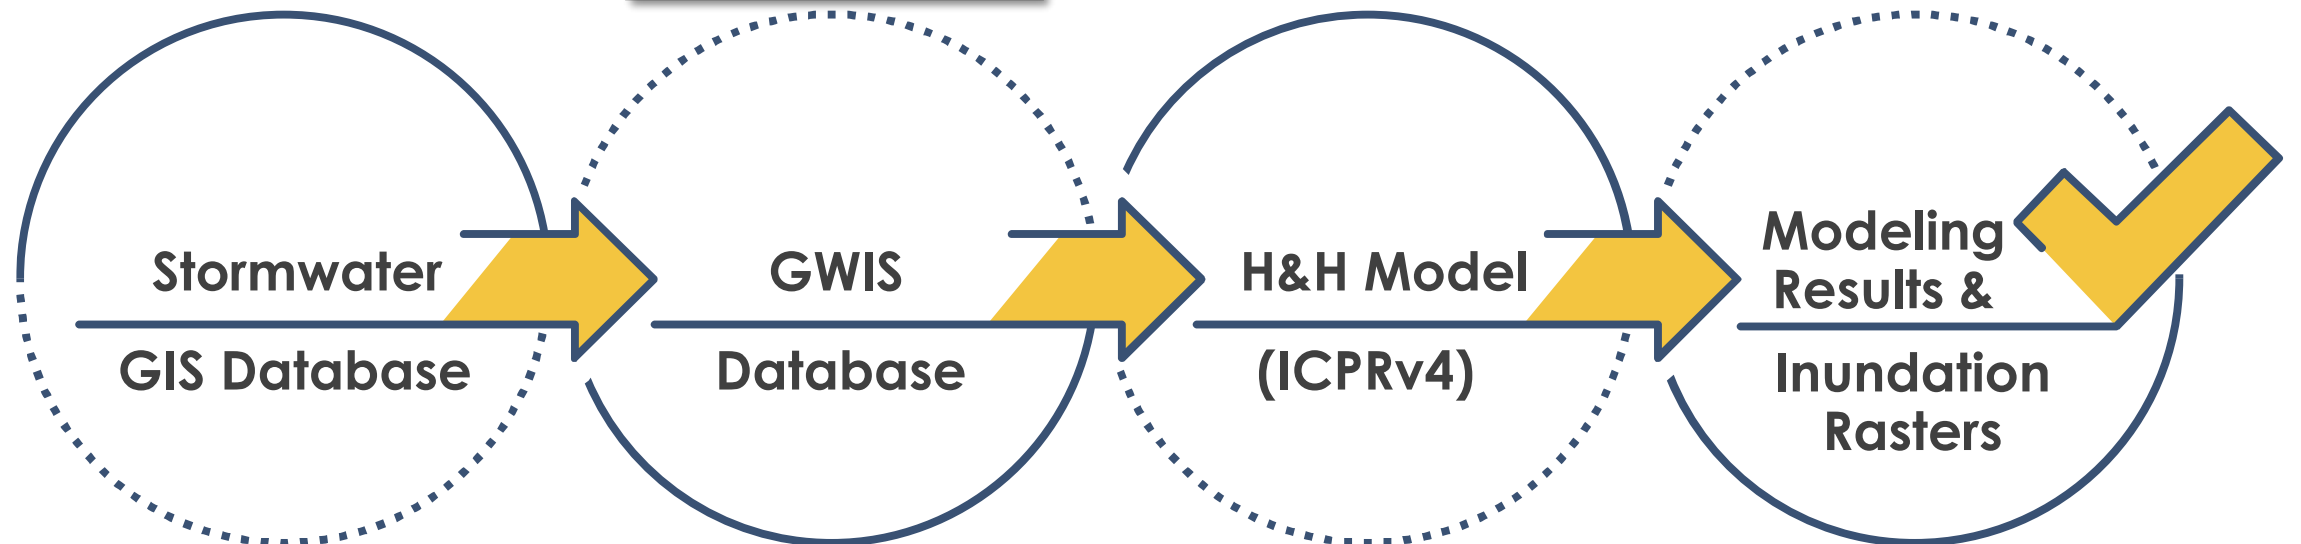 Stormwater
GIS Database
GWIS
Database
H&H Model
(ICPRv4)
Modeling
Results &
Inundation
Rasters